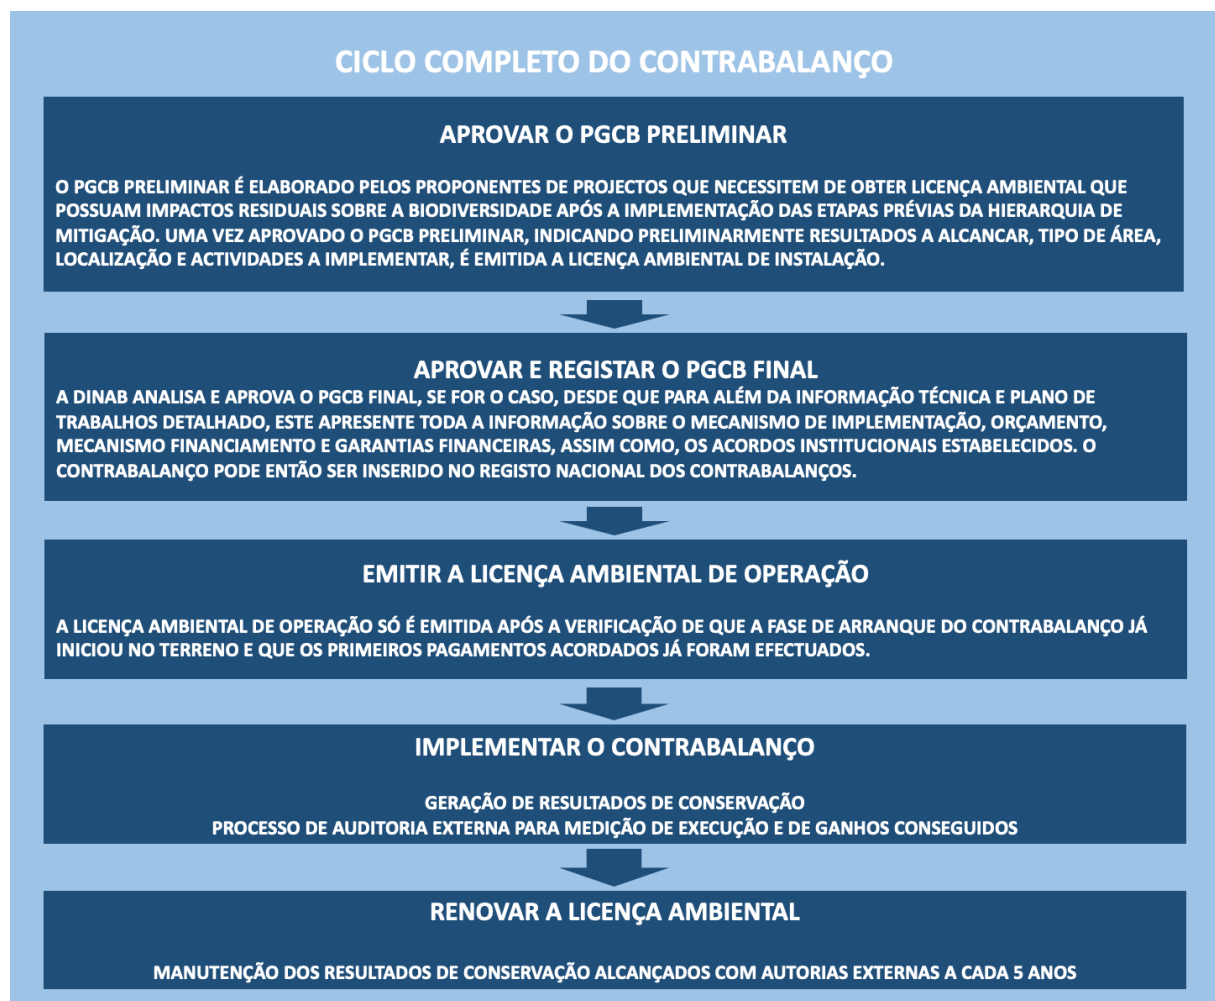 CICLO COMPLETO DO CONTRABALANÇO
APROVAR O PGCB PRELIMINAR
O PGCB PRELIMINAR É ELABORADO PELOS PROPONENTES DE PROJECTOS QUE NECESSITEM DE OBTER LICENÇA AMBIENTAL QUE
POSSUAM IMPACTOS RESIDUAIS SOBRE A BIODIVERSIDADE APÓS A IMPLEMENTAÇÃO DAS ETAPAS PRÉVIAS DA HIERARQUIA DE
MITIGAÇÃO. UMA VEZ APROVADO O PGCB PRELIMINAR, INDICANDO PRELIMINARMENTE RESULTADOS A ALCANCAR, TIPO DE ÁREA,
LOCALIZAÇÃO E ACTIVIDADES A IMPLEMENTAR, É EMITIDA A LICENÇA AMBIENTAL DE INSTALAÇÃO.
APROVAR E REGISTAR O PGCB FINAL
A DINAB ANALISA E APROVA O PGCB FINAL, SE FOR O CASO, DESDE QUE PARA ALÉM DA INFORMAÇÃO TÉCNICA E PLANO DE
TRABALHOS DETALHADO, ESTE APRESENTE TODA A INFORMAÇÃO SOBRE O MECANISMO DE IMPLEMENTAÇÃO, ORÇAMENTO,
MECANISMO FINANCIAMENTO E GARANTIAS FINANCEIRAS, ASSIM COMO, OS ACORDOS INSTITUCIONAIS ESTABELECIDOS. O
CONTRABALANÇO PODE ENTÃO SER INSERIDO NO REGISTO NACIONAL DOS CONTRABALANÇOS.
EMITIR A LICENÇA AMBIENTAL DE OPERAÇÃO
A LICENÇA AMBIENTAL DE OPERAÇÃO SÓ É EMITIDA APÓS A VERIFICAÇÃO DE QUE A FASE DE ARRANQUE DO CONTRABALANÇO JÁ
INICIOU NO TERRENO E QUE OS PRIMEIROS PAGAMENTOS ACORDADOS JÁ FORAM EFECTUADOS.
IMPLEMENTAR O CONTRABALANÇO
GERAÇÃO DE RESULTADOS DE CONSERVAÇÃO
PROCESSO DE AUDITORIA EXTERNA PARA MEDIÇÃO DE EXECUÇÃO E DE GANHOS CONSEGUIDOS
RENOVAR A LICENÇA AMBIENTAL
MANUTENÇÃO DOS RESULTADOS DE CONSERVAÇÃO ALCANÇADOS COM AUTORIAS EXTERNAS A CADA 5 ANOS